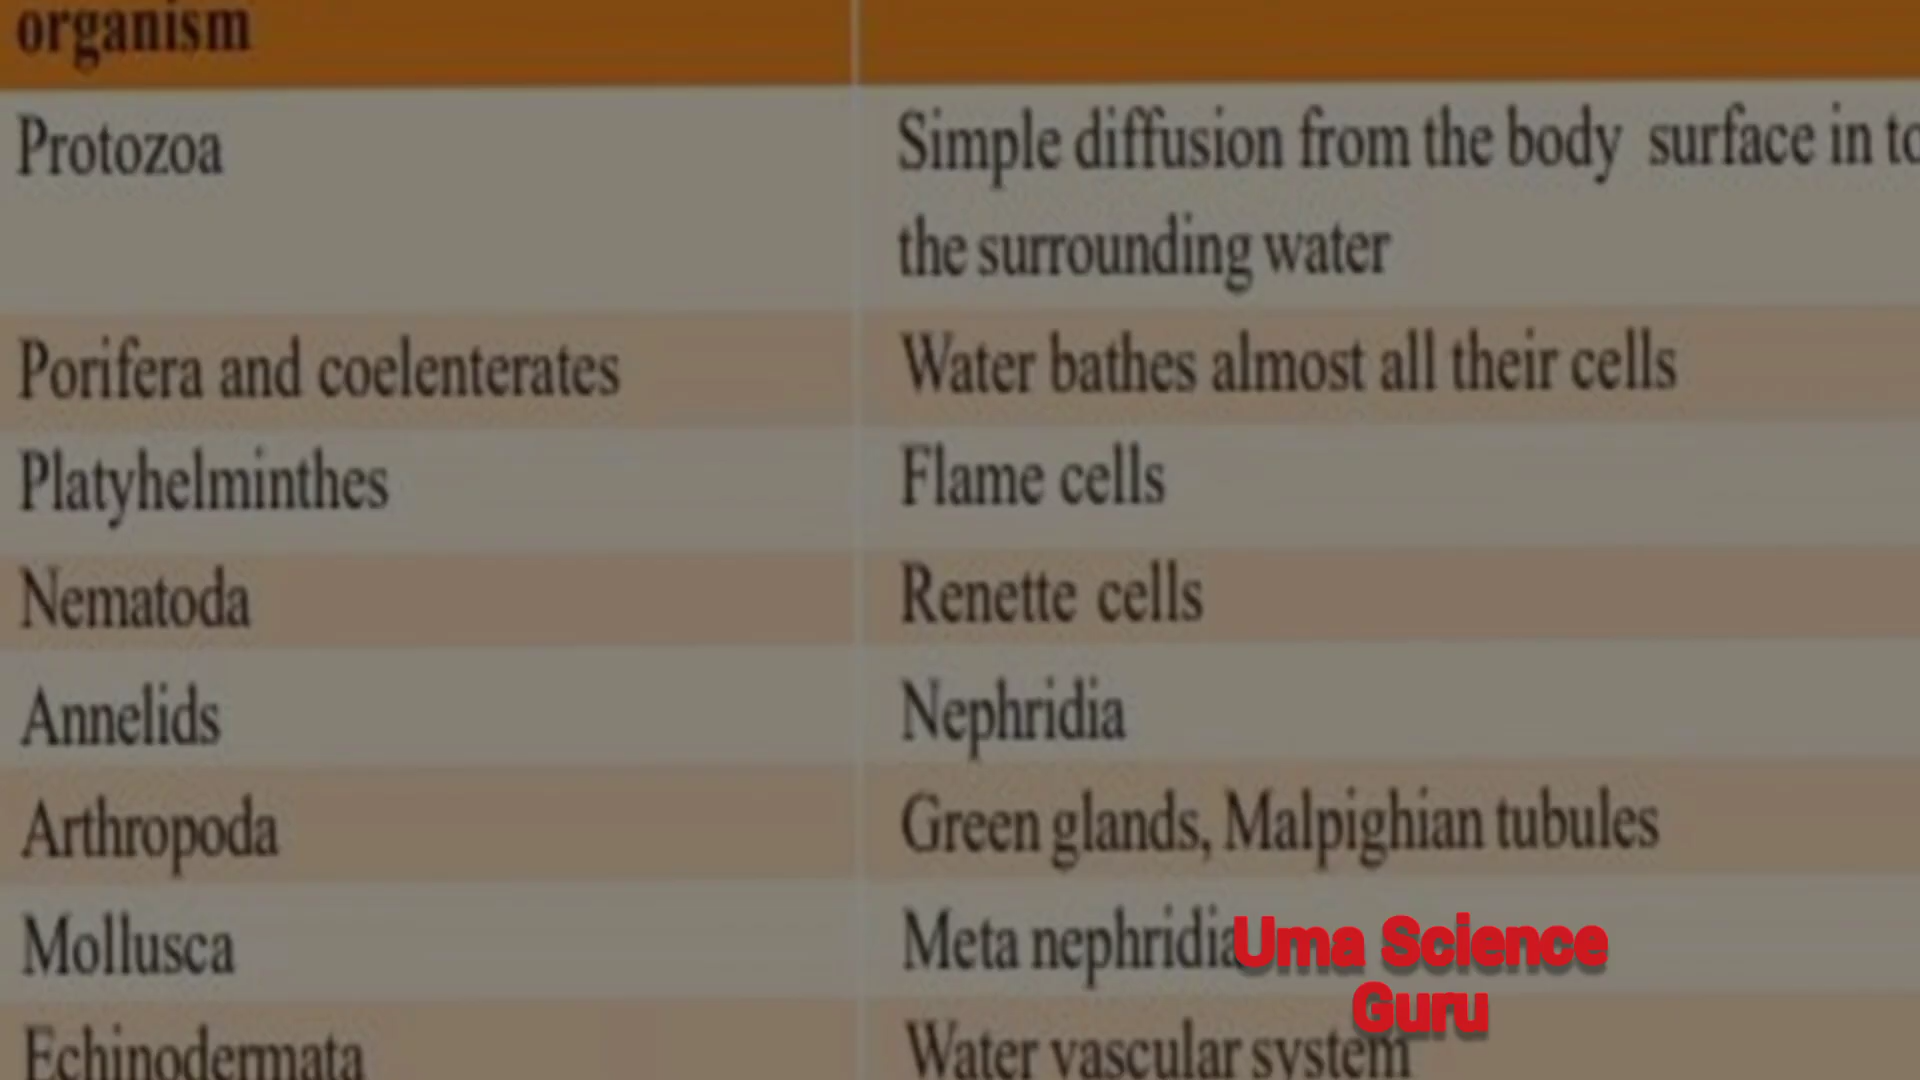 organism
Protozoa
Simple diffusion from the body surface in to
the surrounding water
Porifera and coelenterates
Water bathes almost all their cells
Platyhelminthes
Flame cells
Nematoda
Renette cells
Annelids
Nephridia
Arthropoda
Green glands, Malpighian tubules
Mollusca
Meta nephridia
Echinodermata
Water vascular system
Uma Science
Guru